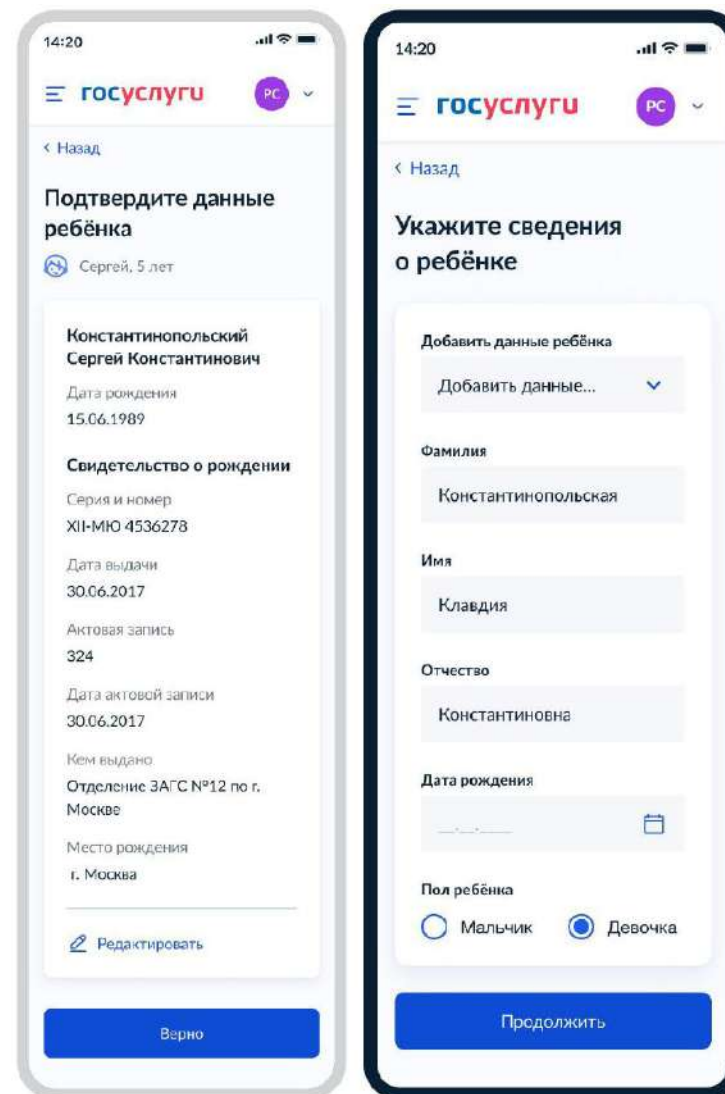 14:20
госуслуги
РС
Назад
Подтвердите данные
ребёнка
Сергей, 5 лет
Константинопольский
Сергей Константинович
Дата рождения
15.06.1989
Свидетельство о рождении
Серия и номер
XII-МЮ 4536278
Дата выдачи
30.06.2017
Актовая запись
324
Дата актовой записи
30.06.2017
Кем выдано
Отделение ЗАГС №12 по г.
Москве
Место рождения
г. Москва
Редактировать
Верно
14:20
госуслуги
РС
Назад
Укажите сведения
о ребёнке
Добавить данные ребёнка
Добавить данные...
Фамилия
Константинопольская
Имя
Клавдия
Отчество
Константиновна
Дата рождения
__.__.____
Пол ребёнка
Мальчик
Девочка
Продолжить